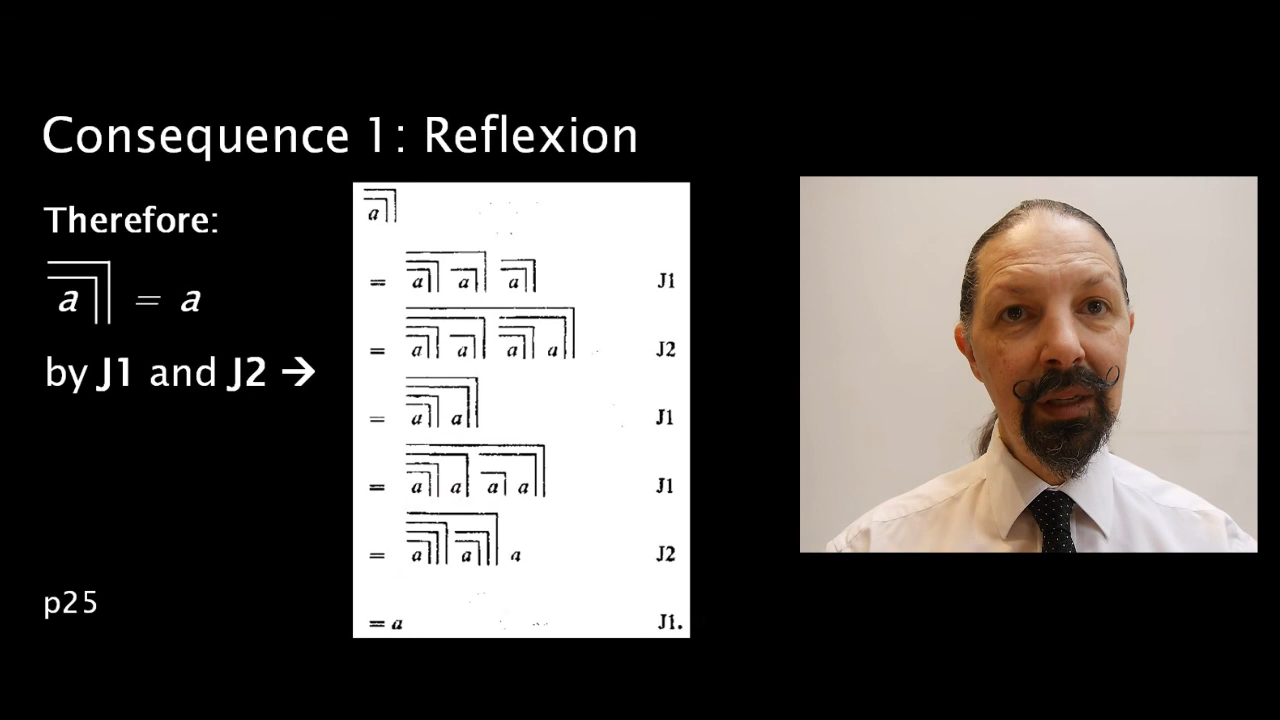 Consequence 1: Reflexion
Therefore:
a = a
by J1 and J2 →
p25
a
= a a a J1
= a a a a J2
= a a J1
= a a a a J1
= a a a J2
= a J1.